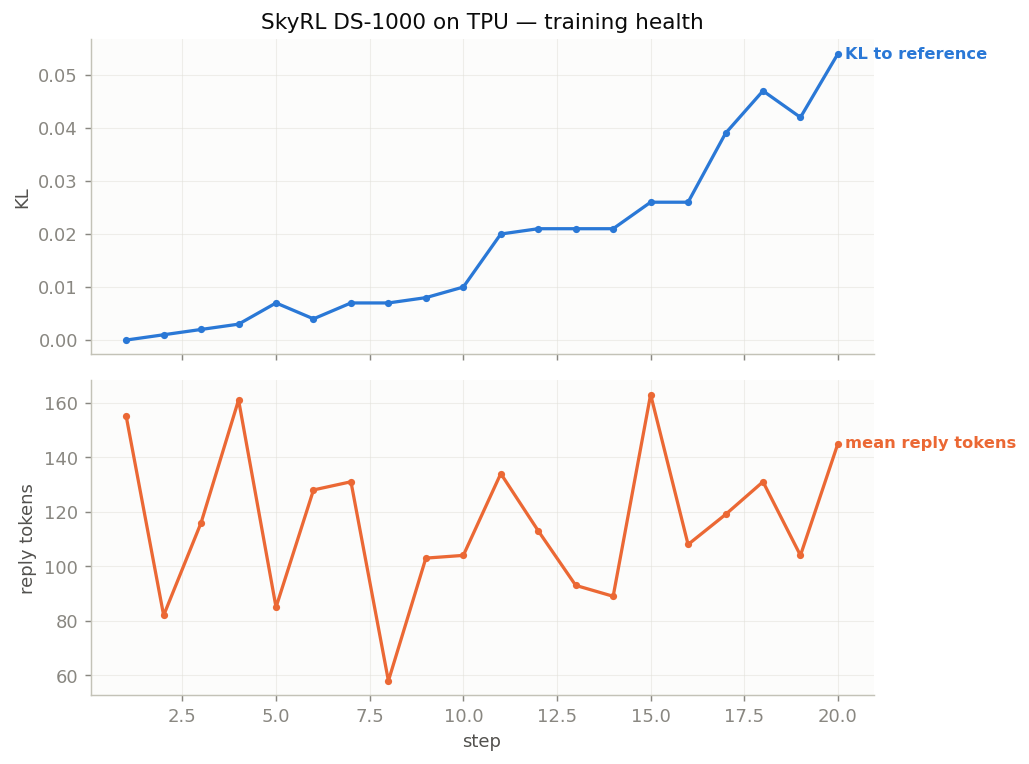 SkyRL DS-1000 on TPU — training health
KL to reference
0.05
0.04
0.03
0.02
0.01
0.00
KL
mean reply tokens
160
140
120
100
80
60
reply tokens
2.5 5.0 7.5 10.0 12.5 15.0 17.5 20.0
step